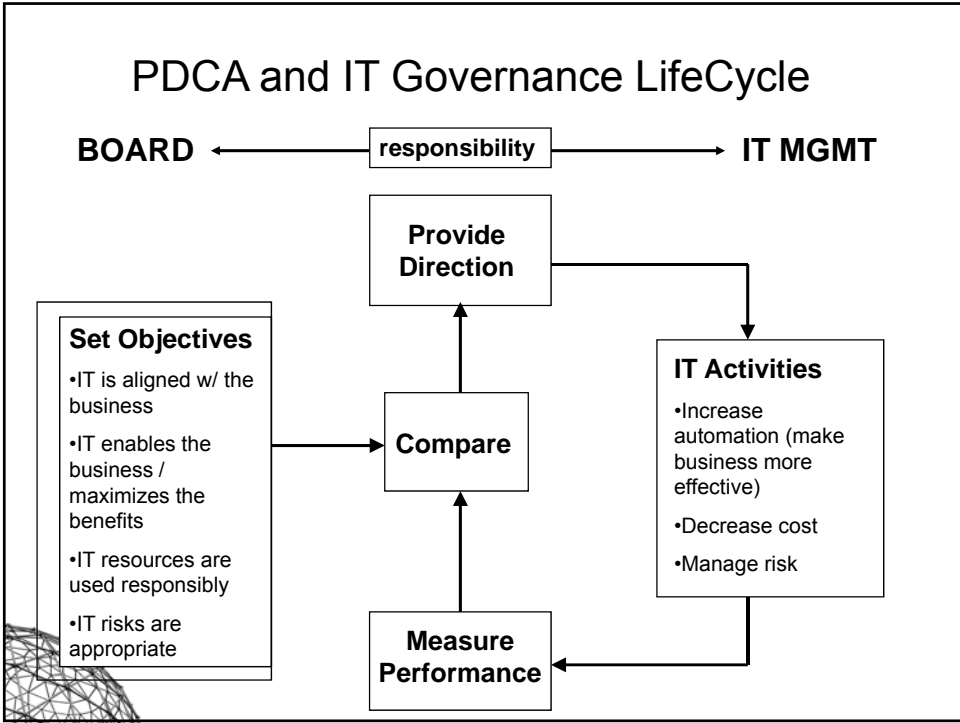 PDCA and IT Governance LifeCycle
BOARD
responsibility
IT MGMT
Provide
Direction
Set Objectives
•IT is aligned w/ the
business
•IT enables the
business /
maximizes the
benefits
•IT resources are
used responsibly
•IT risks are
appropriate
Compare
IT Activities
•Increase
automation (make
business more
effective)
•Decrease cost
•Manage risk
Measure
Performance